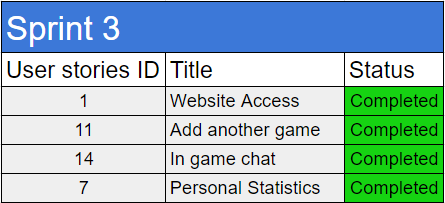 Sprint 3
User stories ID Title Status
1 Website Access Completed
11 Add another game Completed
14 In game chat Completed
7 Personal Statistics Completed